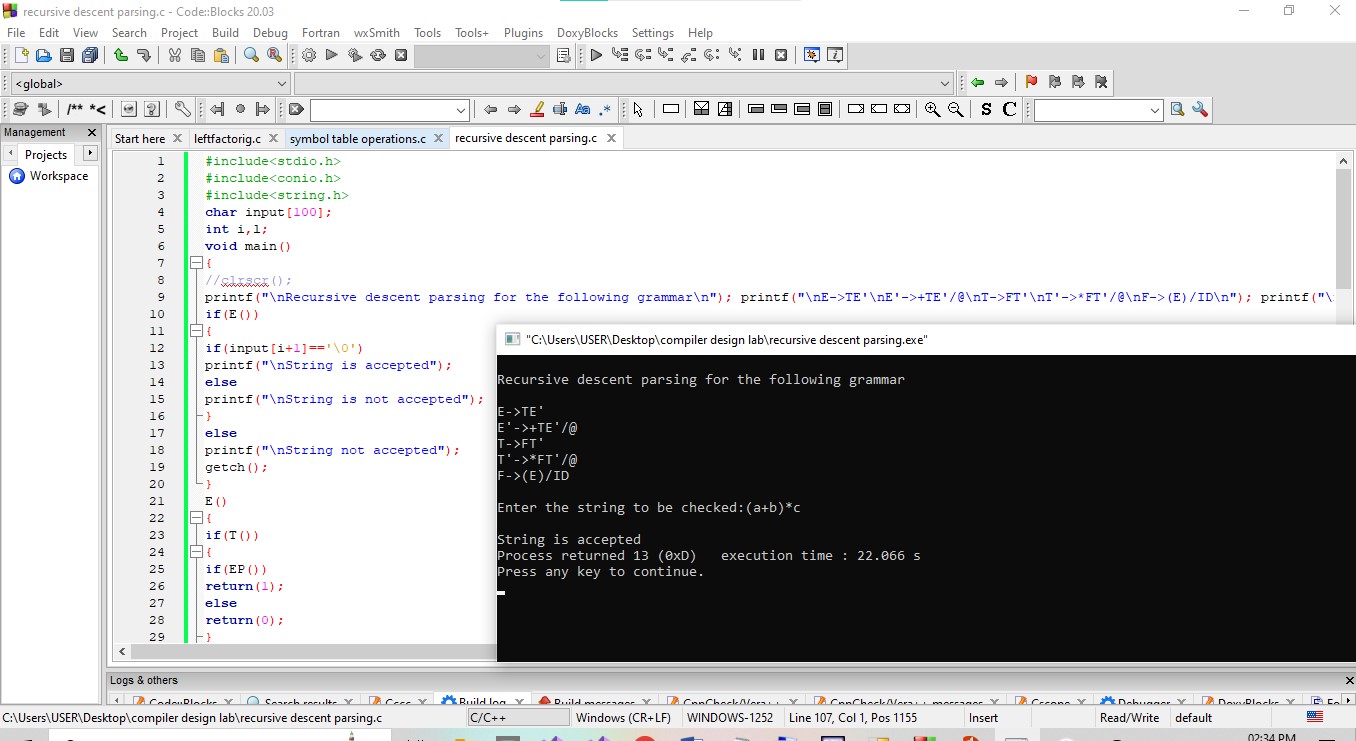 recursive descent parsing.c - Code::Blocks 20.03
File Edit View Search Project Build Debug Fortran wxSmith Tools Tools+ Plugins DoxyBlocks Settings Help
<global>
/** *<
Aa .*
S C
Management
Start here leftfactorig.c symbol table operations.c recursive descent parsing.c
Projects
Workspace
1 #include<stdio.h>
2 #include<conio.h>
3 #include<string.h>
4 char input[100];
5 int i,l;
6 void main()
7 {
8 //clrscr();
9 printf("\nRecursive descent parsing for the following grammar\n"); printf("\nE->TE'\nE'->+TE'/@\nT->FT'\nT'->*FT'/@\nF->(E)/ID\n"); printf("\
10 if(E())
11 {
12 if(input[i+1]=='\0')
13 printf("\nString is accepted");
14 else
15 printf("\nString is not accepted");
16 }
17 else
18 printf("\nString not accepted");
19 getch();
20 }
21 E()
22 {
23 if(T())
24 {
25 if(EP())
26 return(1);
27 else
28 return(0);
29 }
"C:\Users\USER\Desktop\compiler design lab\recursive descent parsing.exe"
Recursive descent parsing for the following grammar
E->TE'
E'->+TE'/@
T->FT'
T'->*FT'/@
F->(E)/ID
Enter the string to be checked:(a+b)*c
String is accepted
Process returned 13 (0xD) execution time : 22.066 s
Press any key to continue.
Logs & others
Code::Blocks Search results Cccc Build log Build messages CppCheck/Vera++ CppCheck/Vera++ messages Cscope Debugger DoxyBlocks
C:\Users\USER\Desktop\compiler design lab\recursive descent parsing.c C/C++ Windows (CR+LF) WINDOWS-1252 Line 107, Col 1, Pos 1155 Insert Read/Write default
02:34 PM